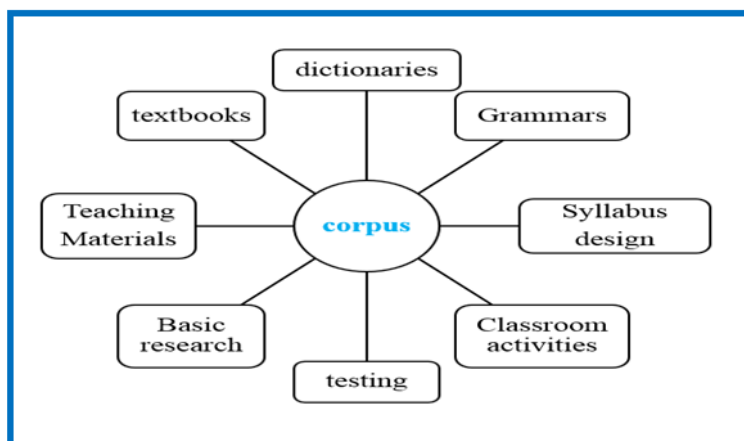 dictionaries
textbooks
Grammars
Teaching
Materials
corpus
Syllabus
design
Basic
research
Classroom
activities
testing